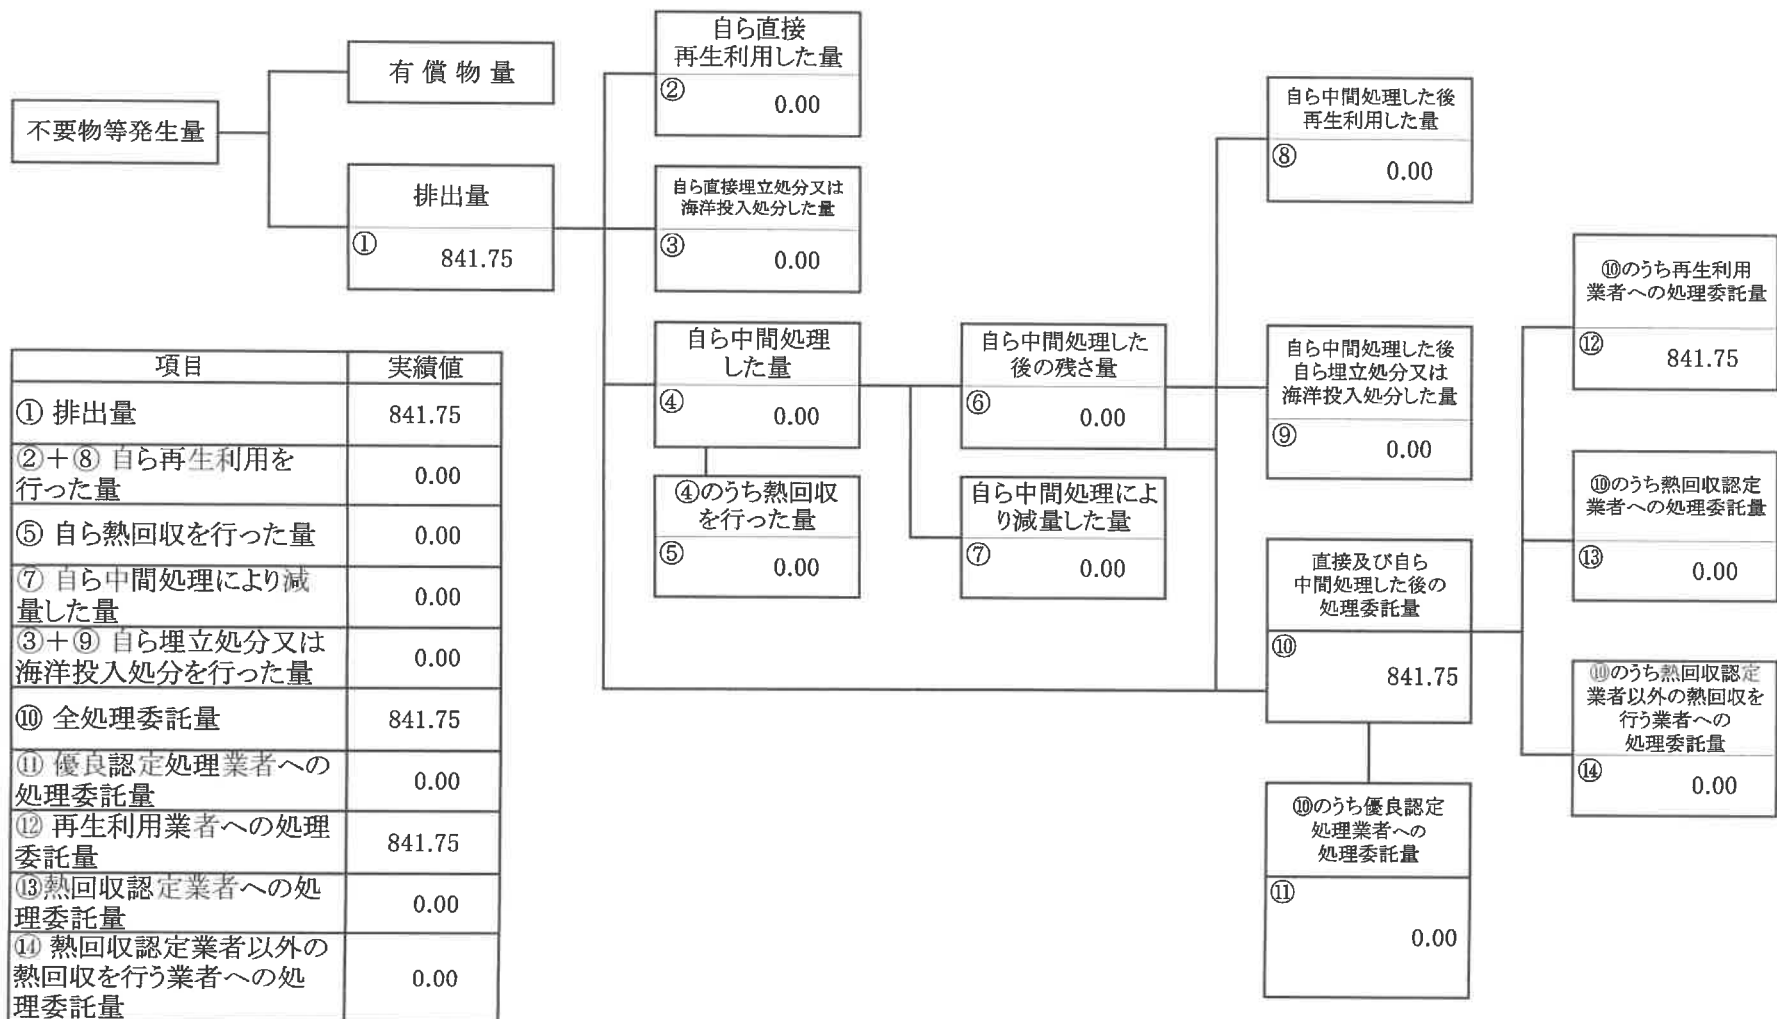 不要物等発生量
有償物量
排出量
①
841.75
自ら直接
再生利用した量
②
0.00
自ら直接埋立処分又は
海洋投入処分した量
③
0.00
自ら中間処理
した量
④
0.00
④のうち熱回収
を行った量
⑤
0.00
自ら中間処理した
後の残さ量
⑥
0.00
自ら中間処理によ
り減量した量
⑦
0.00
自ら中間処理した後
再生利用した量
⑧
0.00
自ら中間処理した後
自ら埋立処分又は
海洋投入処分した量
⑨
0.00
直接及び自ら
中間処理した後の
処理委託量
⑩
841.75
⑩のうち優良認定
処理業者への
処理委託量
⑪
0.00
⑩のうち再生利用
業者への処理委託量
⑫
841.75
⑩のうち熱回収認定
業者への処理委託量
⑬
0.00
⑩のうち熱回収認定
業者以外の熱回収を
行う業者への
処理委託量
⑭
0.00
項目 実績値
① 排出量 841.75
②+⑧ 自ら再生利用を
行った量 0.00
⑤ 自ら熱回収を行った量 0.00
⑦ 自ら中間処理により減
量した量 0.00
③+⑨ 自ら埋立処分又は
海洋投入処分を行った量 0.00
⑩ 全処理委託量 841.75
⑪ 優良認定処理業者への
処理委託量 0.00
⑫ 再生利用業者への処理
委託量 841.75
⑬熱回収認定業者への処
理委託量 0.00
⑭ 熱回収認定業者以外の
熱回収を行う業者への処
理委託量 0.00